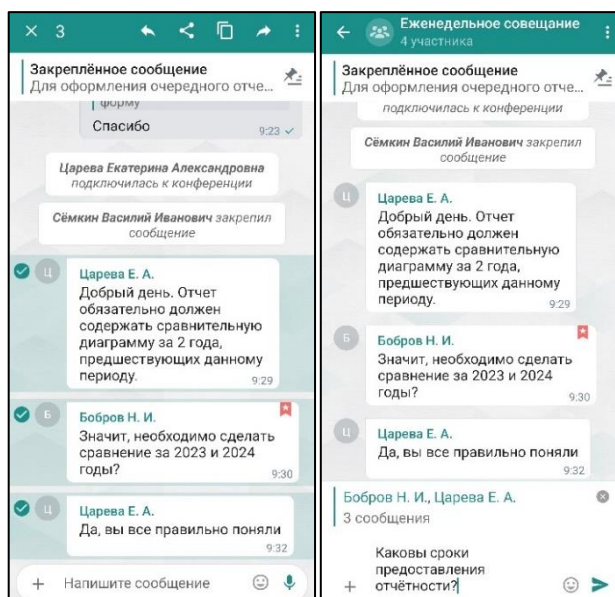 3
Закреплённое сообщение
Для оформления очередного отче...
форму
Спасибо
9:23
Царева Екатерина Александровна
подключилась к конференции
Сёмкин Василий Иванович закрепил
сообщение
Ц
Царева Е. А.
Добрый день. Отчет
обязательно должен
содержать сравнительную
диаграмму за 2 года,
предшествующих данному
периоду.
9:29
Б
Бобров Н. И.
Значит, необходимо сделать
сравнение за 2023 и 2024
годы?
9:30
Ц
Царева Е. А.
Да, вы все правильно поняли
9:32
Напишите сообщение
Еженедельное совещание
4 участника
Закреплённое сообщение
Для оформления очередного отче...
подключилась к конференции
Сёмкин Василий Иванович закрепил
сообщение
Ц
Царева Е. А.
Добрый день. Отчет
обязательно должен
содержать сравнительную
диаграмму за 2 года,
предшествующих данному
периоду.
9:29
Б
Бобров Н. И.
Значит, необходимо сделать
сравнение за 2023 и 2024
годы?
9:30
Ц
Царева Е. А.
Да, вы все правильно поняли
9:32
Бобров Н. И., Царева Е. А.
3 сообщения
Каковы сроки
предоставления
отчётности?